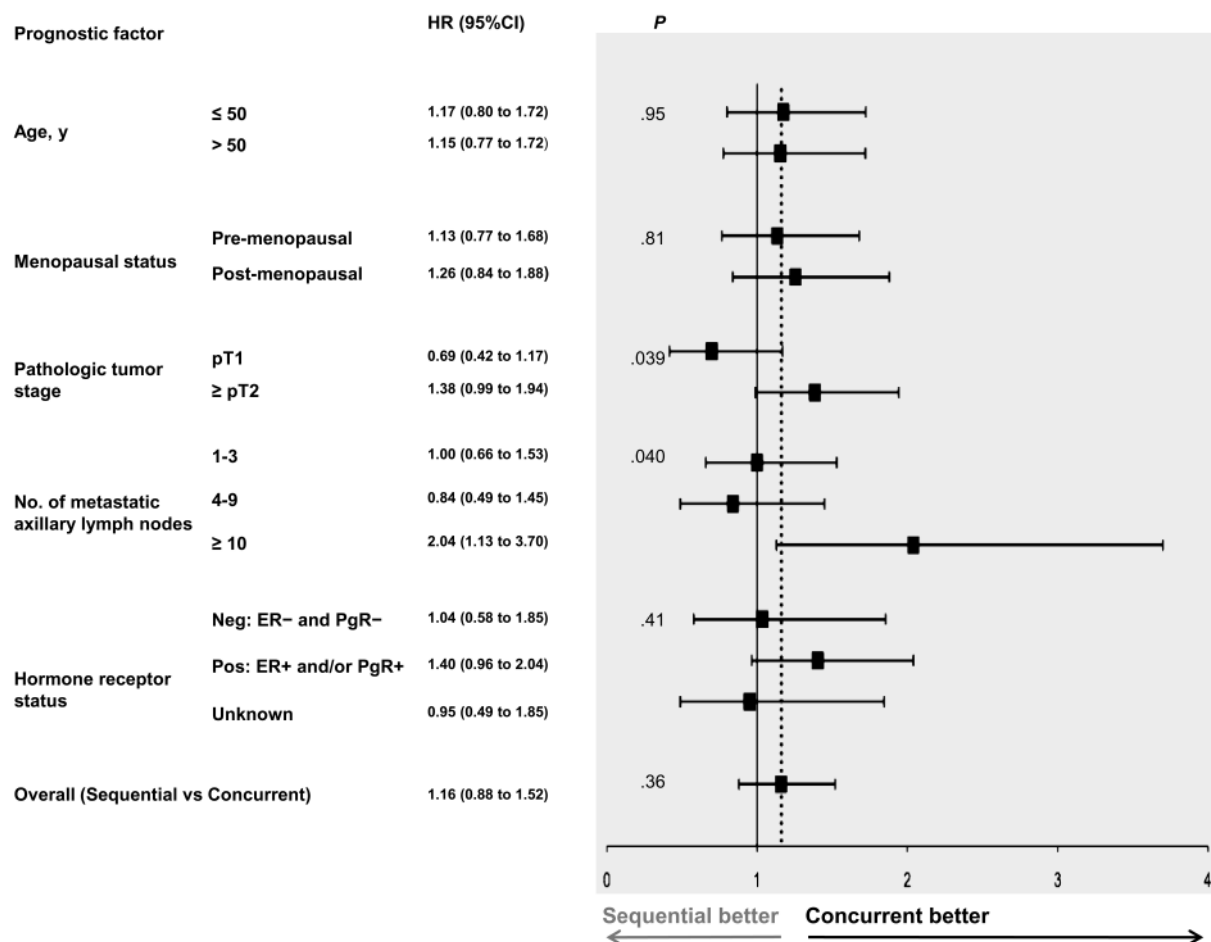 Prognostic factor HR (95%CI) P
Age, y
≤ 50 1.17 (0.80 to 1.72) .95
> 50 1.15 (0.77 to 1.72)
Menopausal status
Pre-menopausal 1.13 (0.77 to 1.68) .81
Post-menopausal 1.26 (0.84 to 1.88)
Pathologic tumor
stage
pT1 0.69 (0.42 to 1.17) .039
≥ pT2 1.38 (0.99 to 1.94)
No. of metastatic
axillary lymph nodes
1-3 1.00 (0.66 to 1.53) .040
4-9 0.84 (0.49 to 1.45)
≥ 10 2.04 (1.13 to 3.70)
Hormone receptor
status
Neg: ER− and PgR− 1.04 (0.58 to 1.85) .41
Pos: ER+ and/or PgR+ 1.40 (0.96 to 2.04)
Unknown 0.95 (0.49 to 1.85)
Overall (Sequential vs Concurrent) 1.16 (0.88 to 1.52) .36
0 1 2 3 4
Sequential better Concurrent better